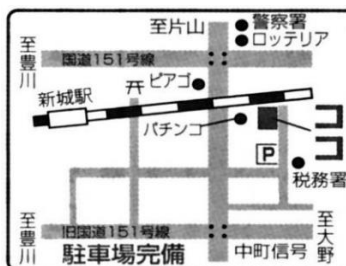 至片山
警察署
ロッテリア
至豊川
国道151号線
ピアゴ
新城駅
パチンコ
ココ
P
税務署
至豊川
旧国道151号線
至大野
駐車場完備
中町信号